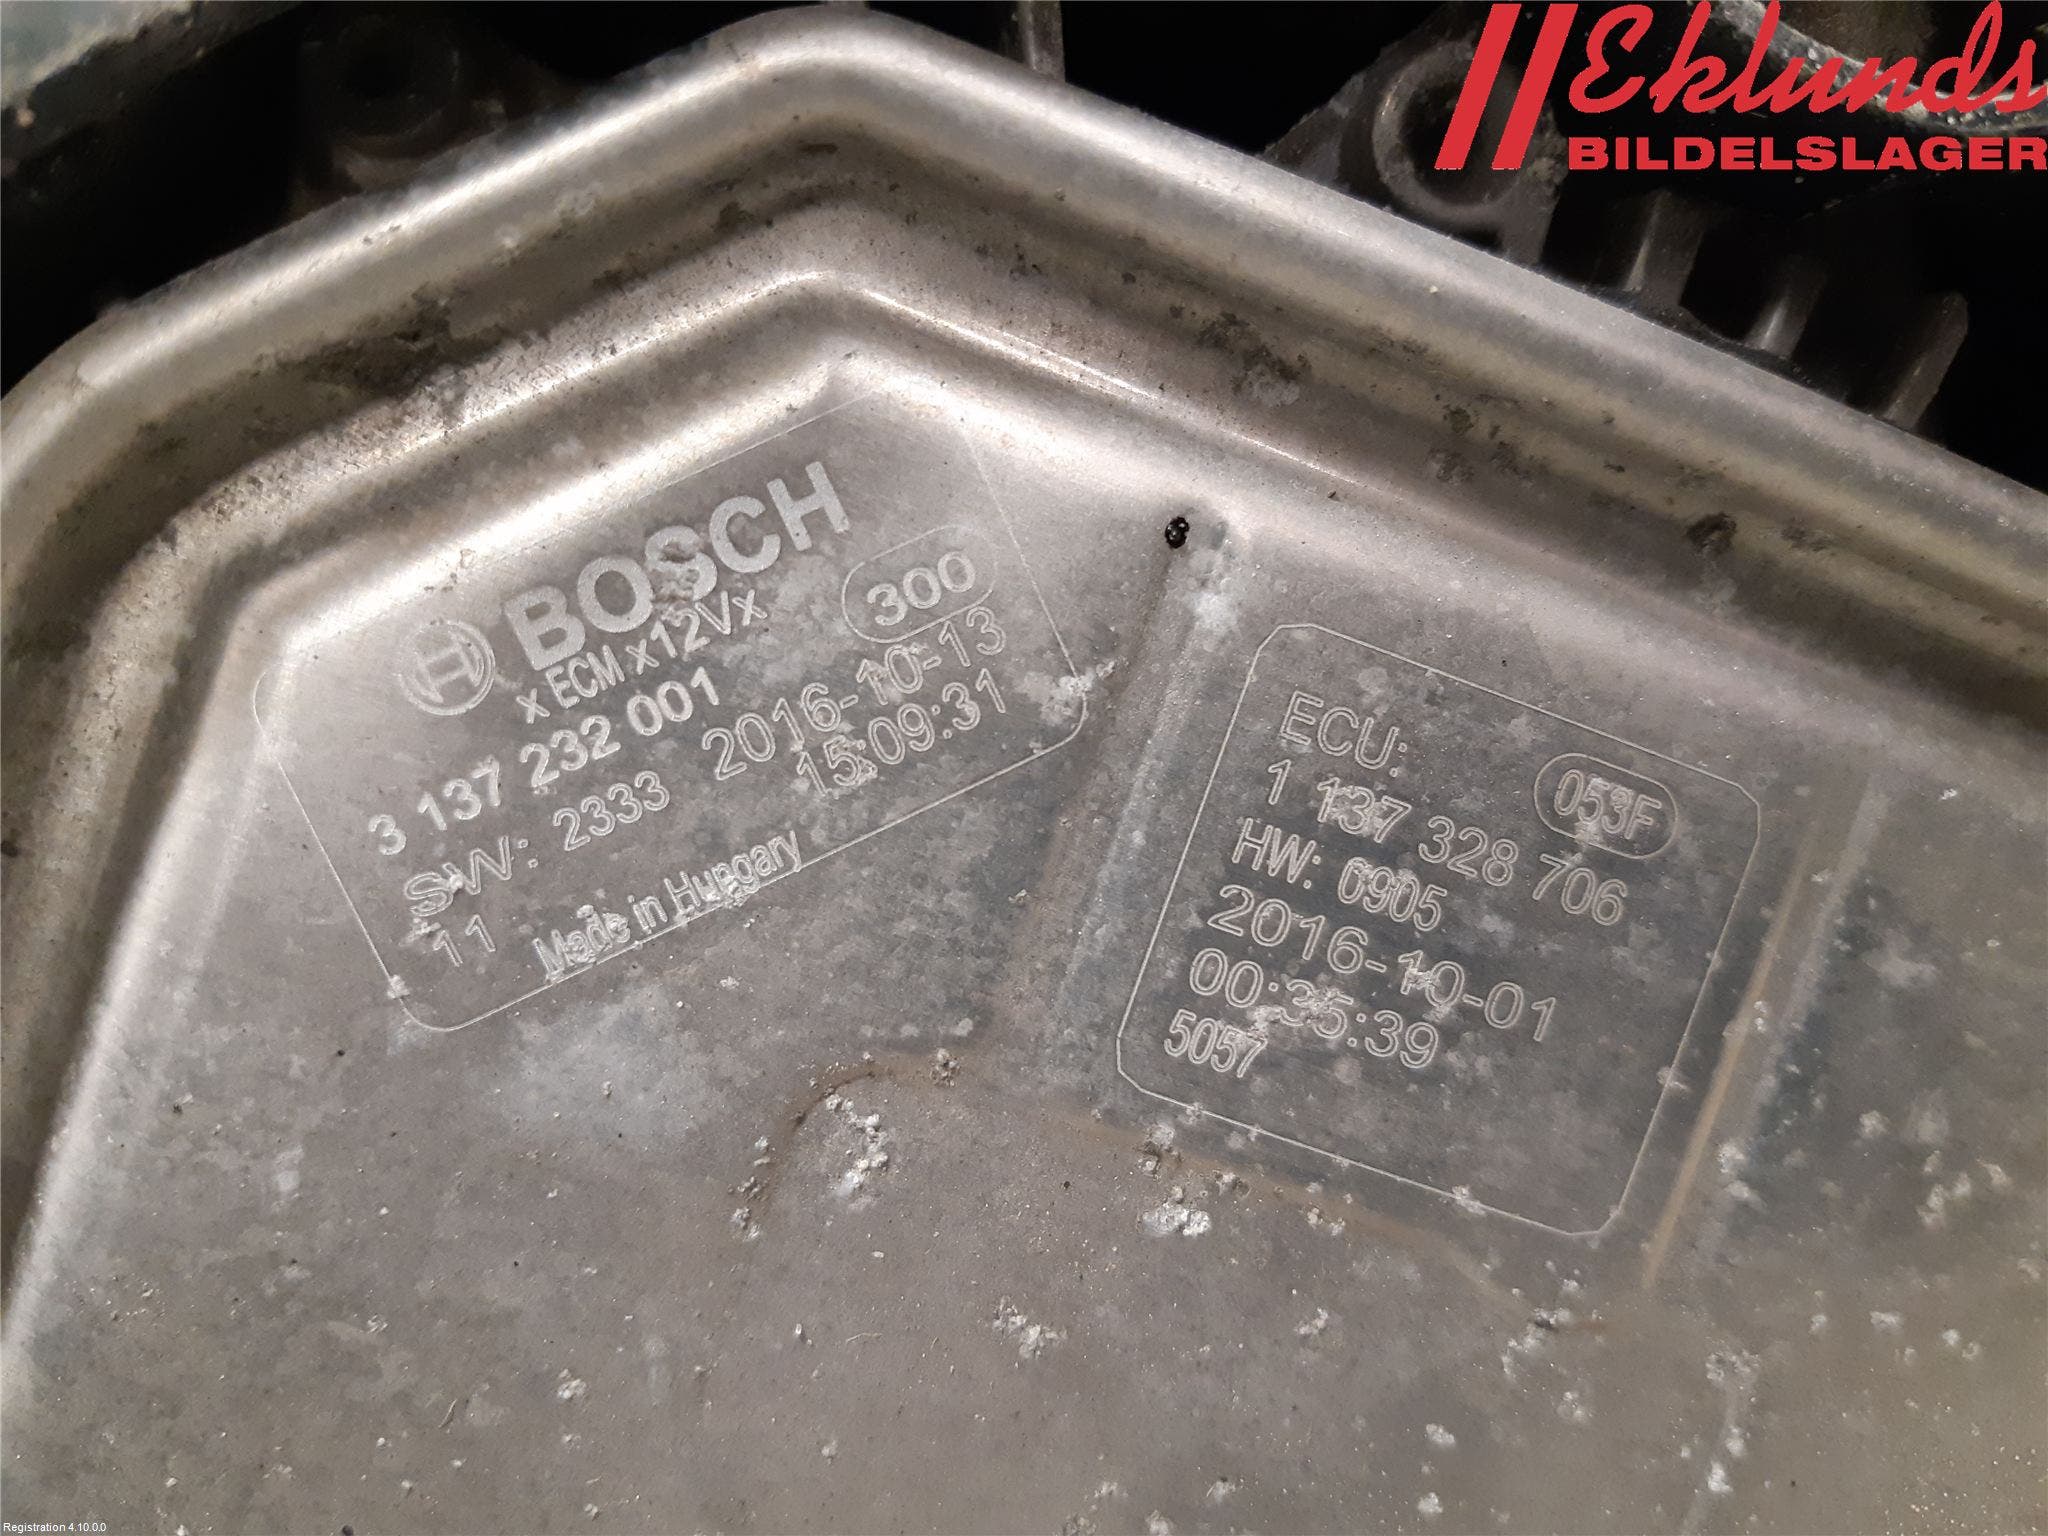 Eklunds
BILDELSLAGER
BOSCH
x ECM x12Vx
300
3 137 232 001
SW: 2333 2016-10-13
15:09:31
11
Made in Hungary
ECU:
053F
1 137 328 706
HW: 0905
2016-10-01
00:35:39
5057
Registration 4.10.0.0